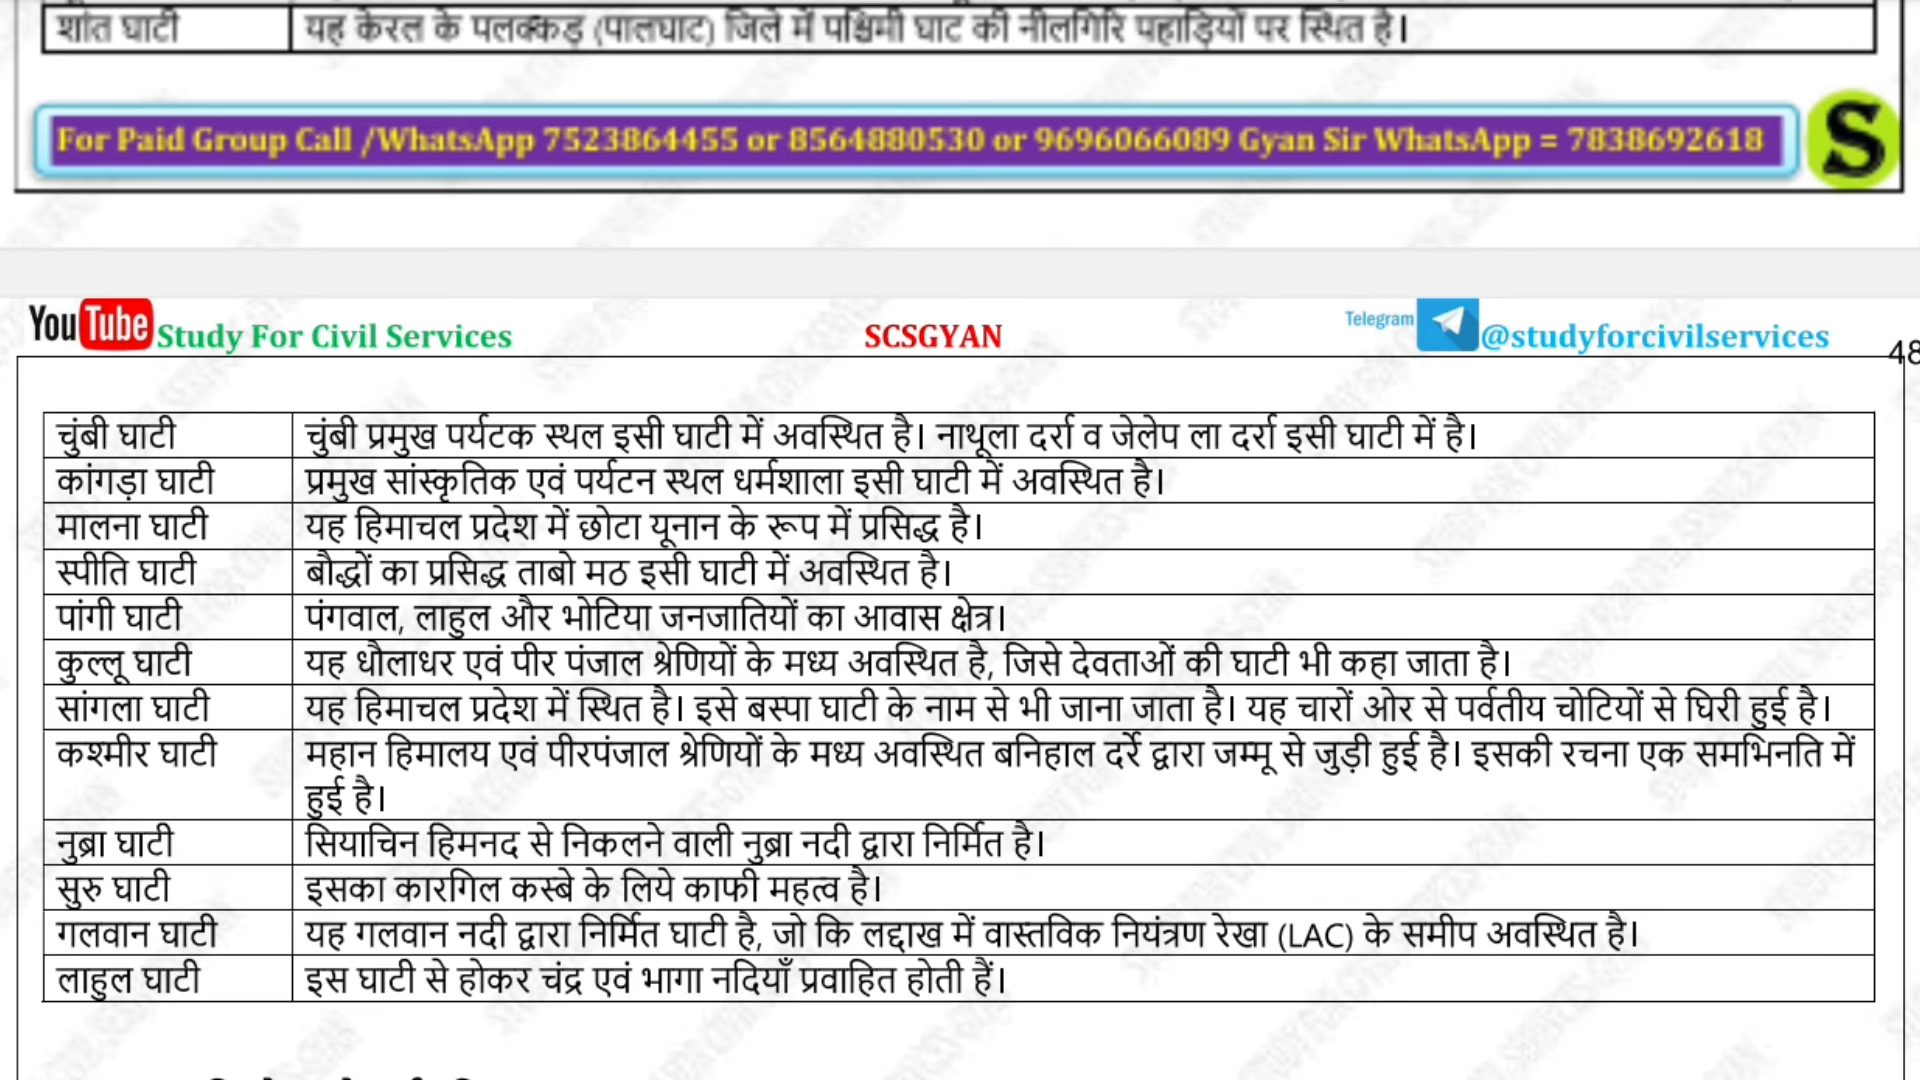 शांत घाटी यह केरल के पलक्कड़ (पालघाट) जिले में पश्चिमी घाट की नीलगिरि पहाड़ियों पर स्थित है।
For Paid Group Call /WhatsApp 7523864455 or 8564880530 or 9696066089 Gyan Sir WhatsApp = 7838692618
S
YouTube Study For Civil Services SCSGYAN Telegram @studyforcivilservices
48
चुंबी घाटी चुंबी प्रमुख पर्यटक स्थल इसी घाटी में अवस्थित है। नाथूला दर्रा व जेलेप ला दर्रा इसी घाटी में है।
कांगड़ा घाटी प्रमुख सांस्कृतिक एवं पर्यटन स्थल धर्मशाला इसी घाटी में अवस्थित है।
मालना घाटी यह हिमाचल प्रदेश में छोटा यूनान के रूप में प्रसिद्ध है।
स्पीति घाटी बौद्धों का प्रसिद्ध ताबो मठ इसी घाटी में अवस्थित है।
पांगी घाटी पंगवाल, लाहुल और भोटिया जनजातियों का आवास क्षेत्र।
कुल्लू घाटी यह धौलाधर एवं पीर पंजाल श्रेणियों के मध्य अवस्थित है, जिसे देवताओं की घाटी भी कहा जाता है।
सांगला घाटी यह हिमाचल प्रदेश में स्थित है। इसे बस्पा घाटी के नाम से भी जाना जाता है। यह चारों ओर से पर्वतीय चोटियों से घिरी हुई है।
कश्मीर घाटी महान हिमालय एवं पीरपंजाल श्रेणियों के मध्य अवस्थित बनिहाल दर्रे द्वारा जम्मू से जुड़ी हुई है। इसकी रचना एक समभिनति में
हुई है।
नुब्रा घाटी सियाचिन हिमनद से निकलने वाली नुब्रा नदी द्वारा निर्मित है।
सुरु घाटी इसका कारगिल कस्बे के लिये काफी महत्व है।
गलवान घाटी यह गलवान नदी द्वारा निर्मित घाटी है, जो कि लद्दाख में वास्तविक नियंत्रण रेखा (LAC) के समीप अवस्थित है।
लाहुल घाटी इस घाटी से होकर चंद्र एवं भागा नदियाँ प्रवाहित होती हैं।